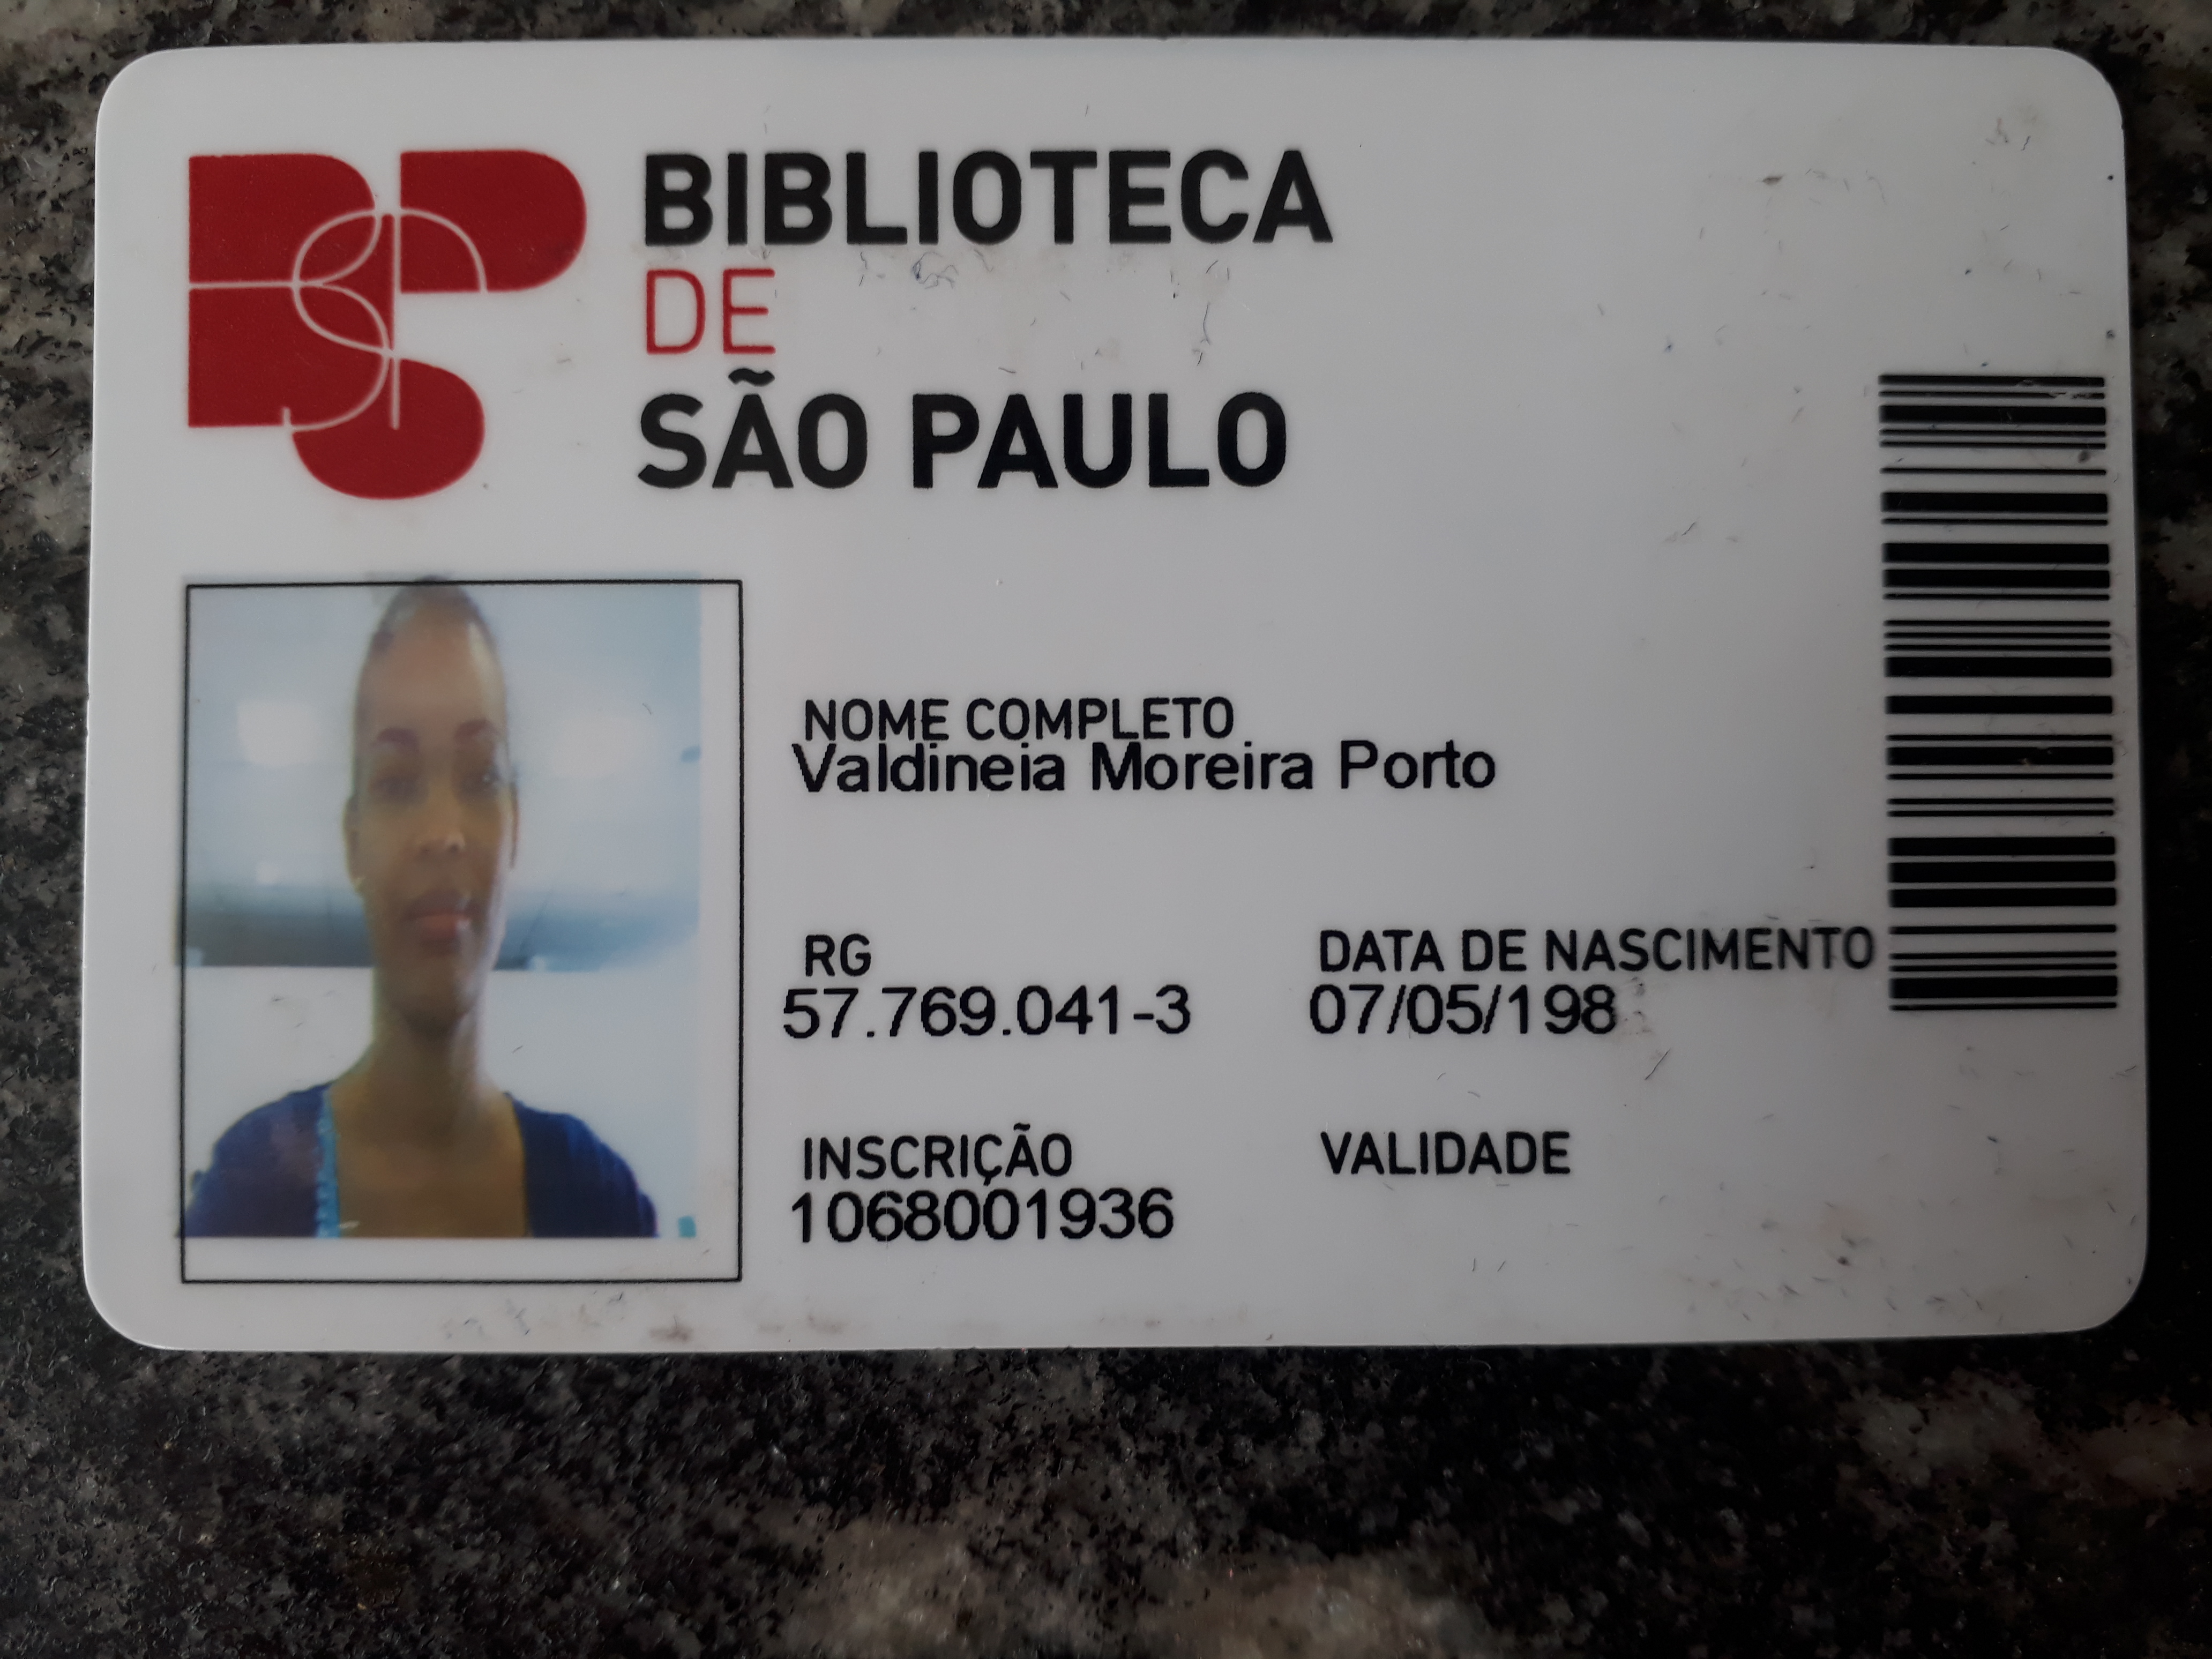 BIBLIOTECA
DE
SÃO PAULO
NOME COMPLETO
Valdineia Moreira Porto
RG
57.769.041-3
DATA DE NASCIMENTO
07/05/198
INSCRIÇÃO
1068001936
VALIDADE